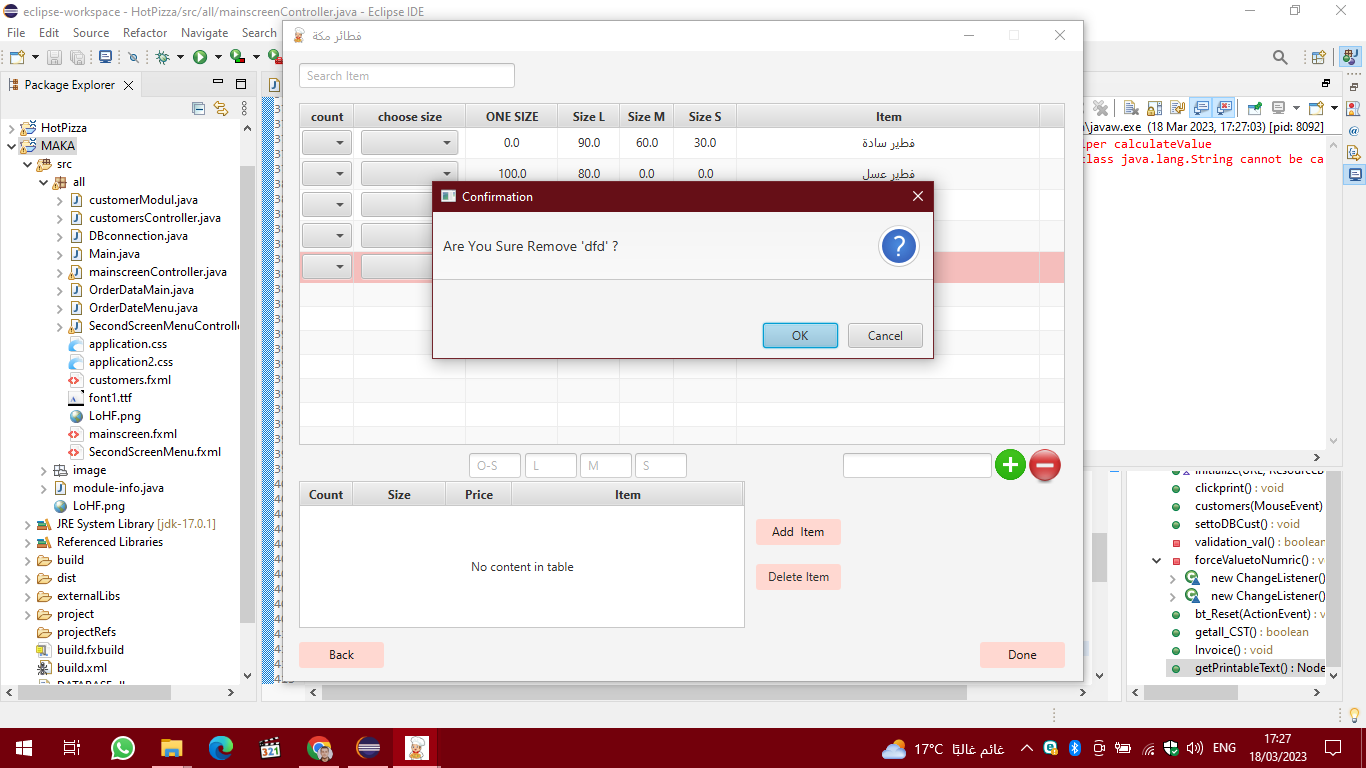 eclipse-workspace - HotPizza/src/all/mainscreenController.java - Eclipse IDE
File Edit Source Refactor Navigate Search
Package Explorer
HotPizza
MAKA
src
all
customerModul.java
customersController.java
DBconnection.java
Main.java
mainscreenController.java
OrderDataMain.java
OrderDateMenu.java
SecondScreenMenuControlle
application.css
application2.css
customers.fxml
font1.ttf
LoHF.png
mainscreen.fxml
SecondScreenMenu.fxml
image
module-info.java
LoHF.png
JRE System Library [jdk-17.0.1]
Referenced Libraries
build
dist
externalLibs
project
projectRefs
build.fxbuild
build.xml
فطائر مكة
Search Item
count choose size ONE SIZE Size L Size M Size S Item
0.0 90.0 60.0 30.0 فطير سادة
100.0 80.0 0.0 0.0 فطير عسل
Confirmation
Are You Sure Remove 'dfd' ?
OK Cancel
O-S L M S
Count Size Price Item
No content in table
Add Item
Delete Item
Back Done
\javaw.exe (18 Mar 2023, 17:27:03) [pid: 8092]
per calculateValue
class java.lang.String cannot be ca
clickprint() : void
customers(MouseEvent)
settoDBCust() : void
validation_val() : boolean
forceValuetoNumric() : v
new ChangeListener()
new ChangeListener()
bt_Reset(ActionEvent) : v
getall_CST() : boolean
Invoice() : void
getPrintableText() : Node
321
17°C غائم غالبًا
ENG
17:27
18/03/2023